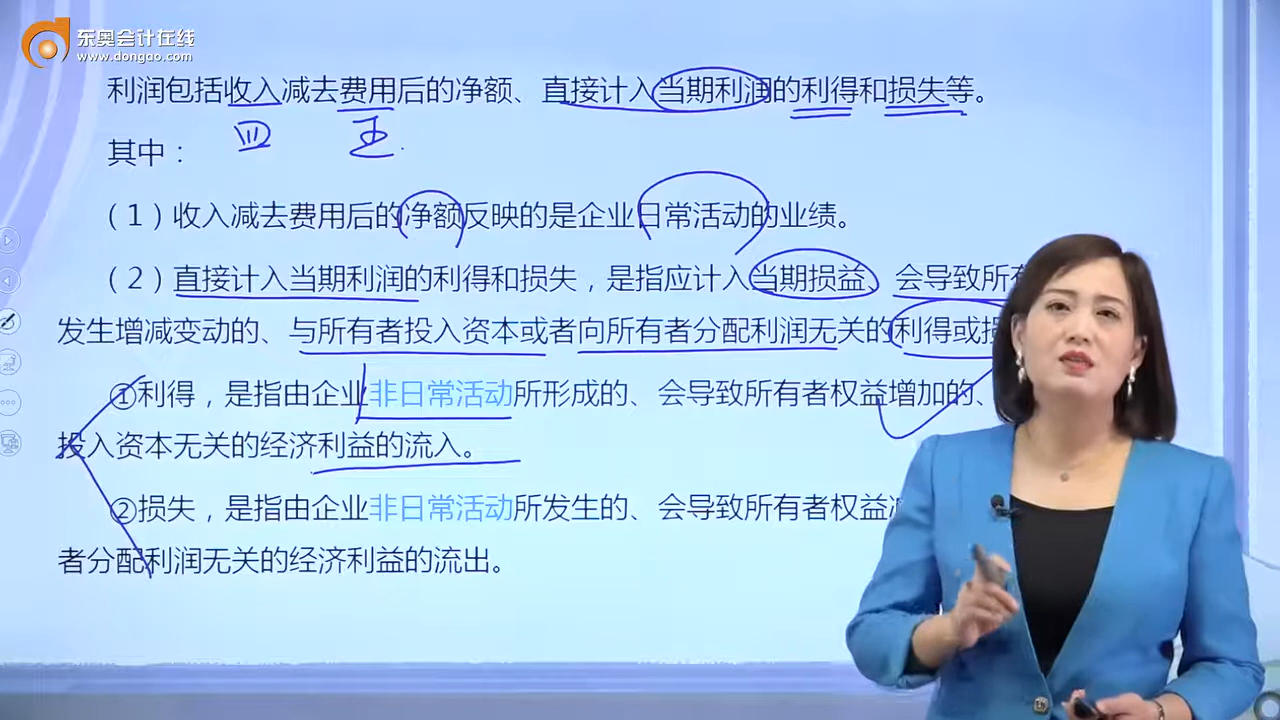 东奥会计在线
www.dongao.com
利润包括收入减去费用后的净额、直接计入当期利润的利得和损失等。
四 五
其中：
（1）收入减去费用后的净额反映的是企业日常活动的业绩。
（2）直接计入当期利润的利得和损失，是指应计入当期损益、会导致所有
发生增减变动的、与所有者投入资本或者向所有者分配利润无关的利得或损
①利得，是指由企业非日常活动所形成的、会导致所有者权益增加的、
投入资本无关的经济利益的流入。
②损失，是指由企业非日常活动所发生的、会导致所有者权益减
者分配利润无关的经济利益的流出。